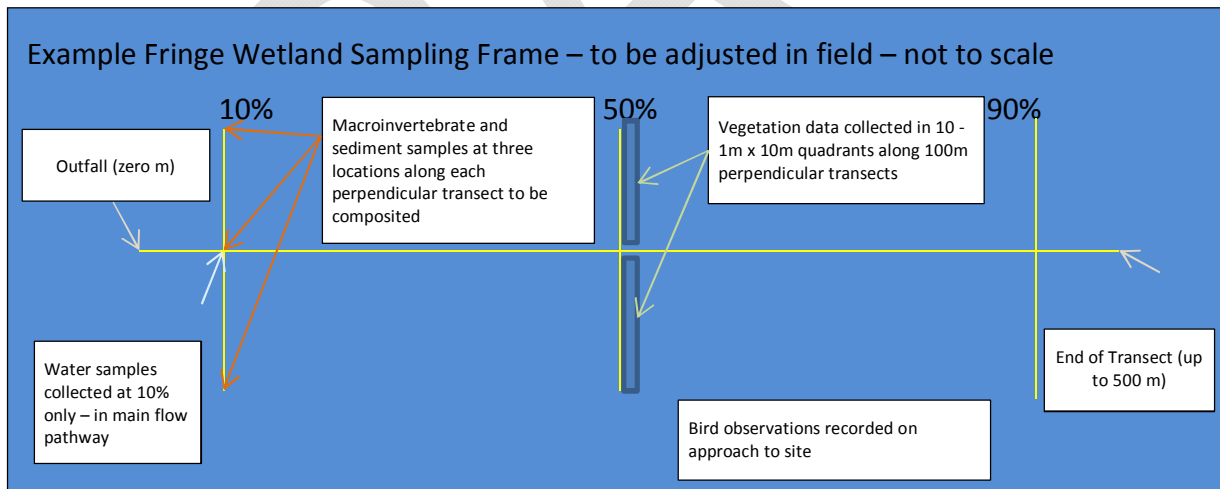 Example Fringe Wetland Sampling Frame – to be adjusted in field – not to scale
10%
50%
90%
Outfall (zero m)
Macroinvertebrate and
sediment samples at three
locations along each
perpendicular transect to be
composited
Vegetation data collected in 10 -
1m x 10m quadrants along 100m
perpendicular transects
Water samples
collected at 10%
only – in main flow
pathway
Bird observations recorded on
approach to site
End of Transect (up
to 500 m)